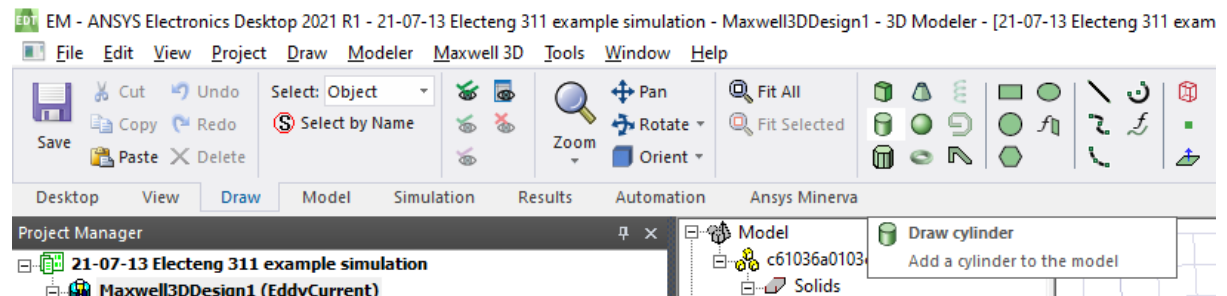 EDT EM - ANSYS Electronics Desktop 2021 R1 - 21-07-13 Electeng 311 example simulation - Maxwell3DDesign1 - 3D Modeler - [21-07-13 Electeng 311 exam
File Edit View Project Draw Modeler Maxwell 3D Tools Window Help
Save
Cut Undo
Copy Redo
Paste Delete
Select: Object
Select by Name
Zoom
Pan
Rotate
Orient
Fit All
Fit Selected
Desktop View Draw Model Simulation Results Automation Ansys Minerva
Project Manager
21-07-13 Electeng 311 example simulation
Maxwell3DDesign1 (EddyCurrent)
Model
c61036a0103
Solids
Draw cylinder
Add a cylinder to the model